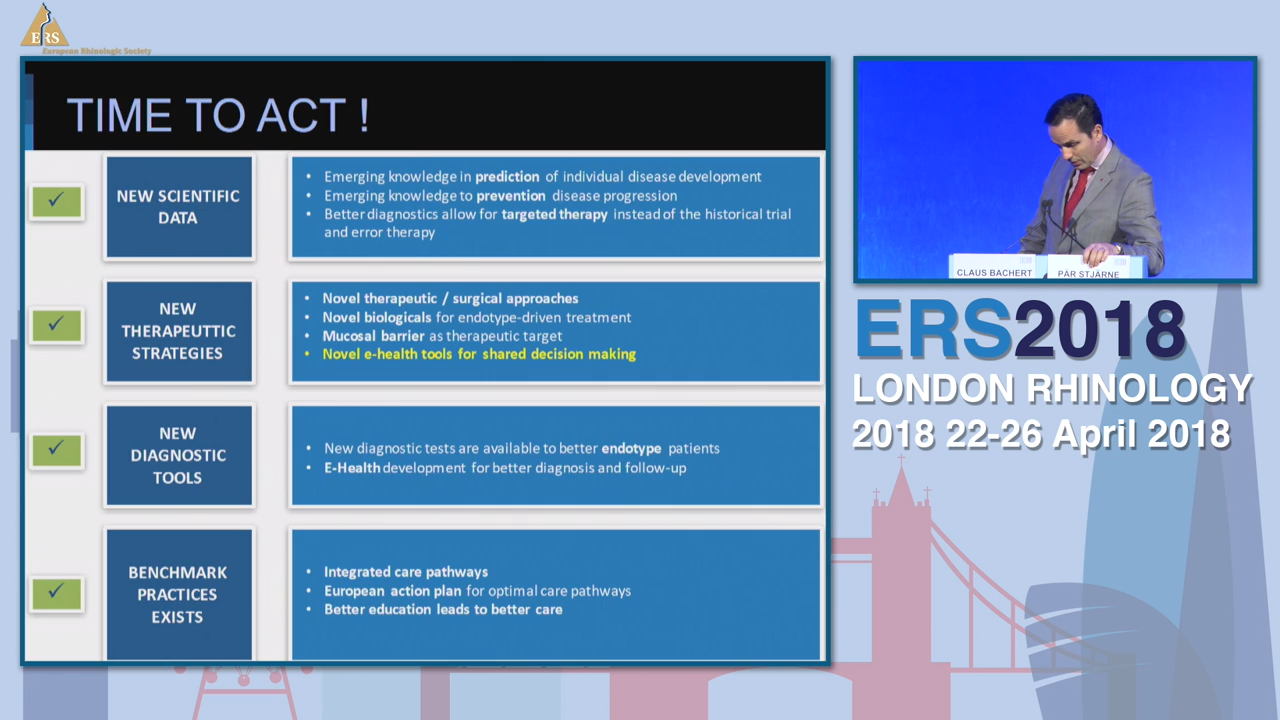 ERS
European Rhinologic Society
TIME TO ACT !
✓
NEW SCIENTIFIC
DATA
• Emerging knowledge in prediction of individual disease development
• Emerging knowledge to prevention disease progression
• Better diagnostics allow for targeted therapy instead of the historical trial
and error therapy
✓
NEW
THERAPEUTTIC
STRATEGIES
• Novel therapeutic / surgical approaches
• Novel biologicals for endotype-driven treatment
• Mucosal barrier as therapeutic target
• Novel e-health tools for shared decision making
✓
NEW
DIAGNOSTIC
TOOLS
• New diagnostic tests are available to better endotype patients
• E-Health development for better diagnosis and follow-up
✓
BENCHMARK
PRACTICES
EXISTS
• Integrated care pathways
• European action plan for optimal care pathways
• Better education leads to better care
CLAUS BACHERT
PÄR STJÄRNE
ERS2018
LONDON RHINOLOGY
2018 22-26 April 2018